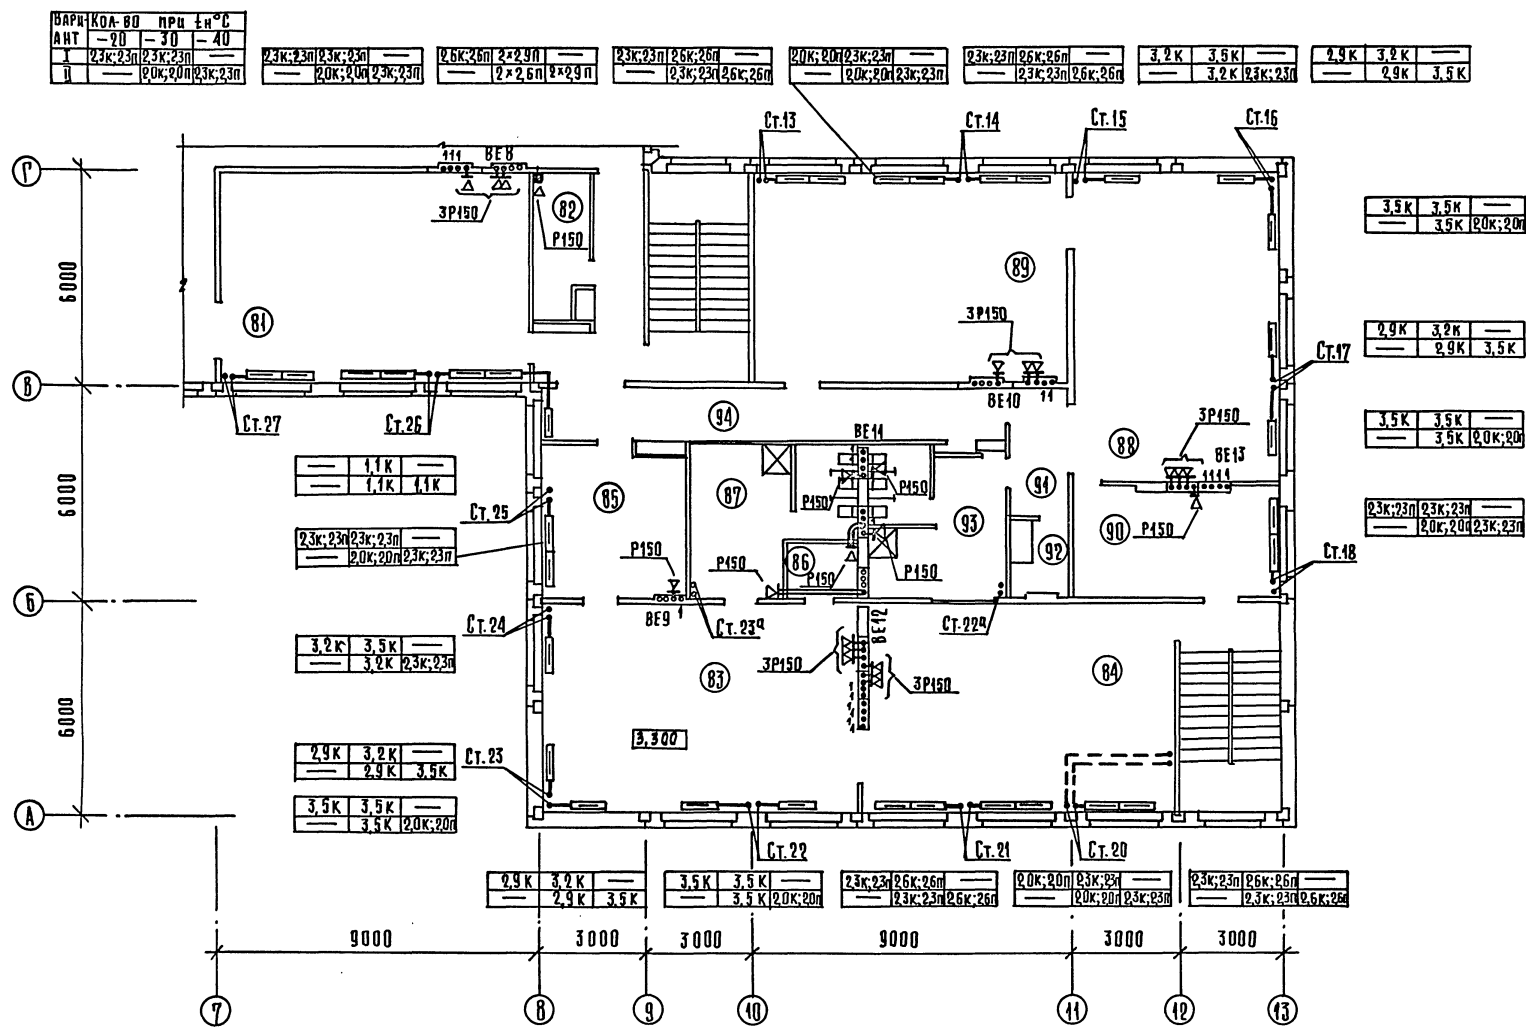 ВАРИАНТ КОЛ-ВО ПРИ tн°С
-20 -30 -40
I 2,3к;2,3п 2,3к;2,3п —
II — 2,0к;2,0п 2,3к;2,3п
2,3к;2,3п 2,3к;2,3п —
— 2,0к;2,0п 2,3к;2,3п
2,6к;2,6п 2×2,9п —
— 2×2,6п 2×2,9п
2,3к;2,3п 2,6к;2,6п —
— 2,3к;2,3п 2,6к;2,6п
2,0к;2,0п 2,3к;2,3п —
— 2,0к;2,0п 2,3к;2,3п
2,3к;2,3п 2,6к;2,6п —
— 2,3к;2,3п 2,6к;2,6п
3,2к 3,5к —
— 3,2к 2,3к;2,3п
2,9к 3,2к —
— 2,9к 3,5к
Ст.13
Ст.14
Ст.15
Ст.16
Г
111
ВЕ8
3Р150
82
Р150
3,5к 3,5к —
— 3,5к 2,0к;2,0п
6000
81
89
3Р150
2,9к 3,2к —
— 2,9к 3,5к
Ст.17
В
ВЕ10
11
Ст.27
Ст.26
94
ВЕ11
3Р150
88
ВЕ13
3,5к 3,5к —
— 3,5к 2,0к;2,0п
— 1,1к —
— 1,1к 1,1к
6000
85
87
Р150
Р150
91
1111
Ст.25
93
90
Р150
2,3к;2,3п 2,3к;2,3п —
— 2,0к;2,0п 2,3к;2,3п
2,3к;2,3п 2,3к;2,3п —
— 2,0к;2,0п 2,3к;2,3п
Р150
Р150
86
Р150
Р150
92
Ст.18
Б
Ст.24
ВЕ9
1
Ст.23а
ВЕ12
Ст.22а
3,2к 3,5к —
— 3,2к 2,3к;2,3п
83
3Р150
3Р150
84
6000
3,300
2,9к 3,2к —
— 2,9к 3,5к
Ст.23
3,5к 3,5к —
— 3,5к 2,0к;2,0п
А
Ст.22
Ст.21
Ст.20
2,9к 3,2к —
— 2,9к 3,5к
3,5к 3,5к —
— 3,5к 2,0к;2,0п
2,3к;2,3п 2,6к;2,6п —
— 2,3к;2,3п 2,6к;2,6п
2,0к;2,0п 2,3к;2,3п —
— 2,0к;2,0п 2,3к;2,3п
2,3к;2,3п 2,6к;2,6п —
— 2,3к;2,3п 2,6к;2,6п
9000 3000 3000 9000 3000 3000
7 8 9 10 11 12 13